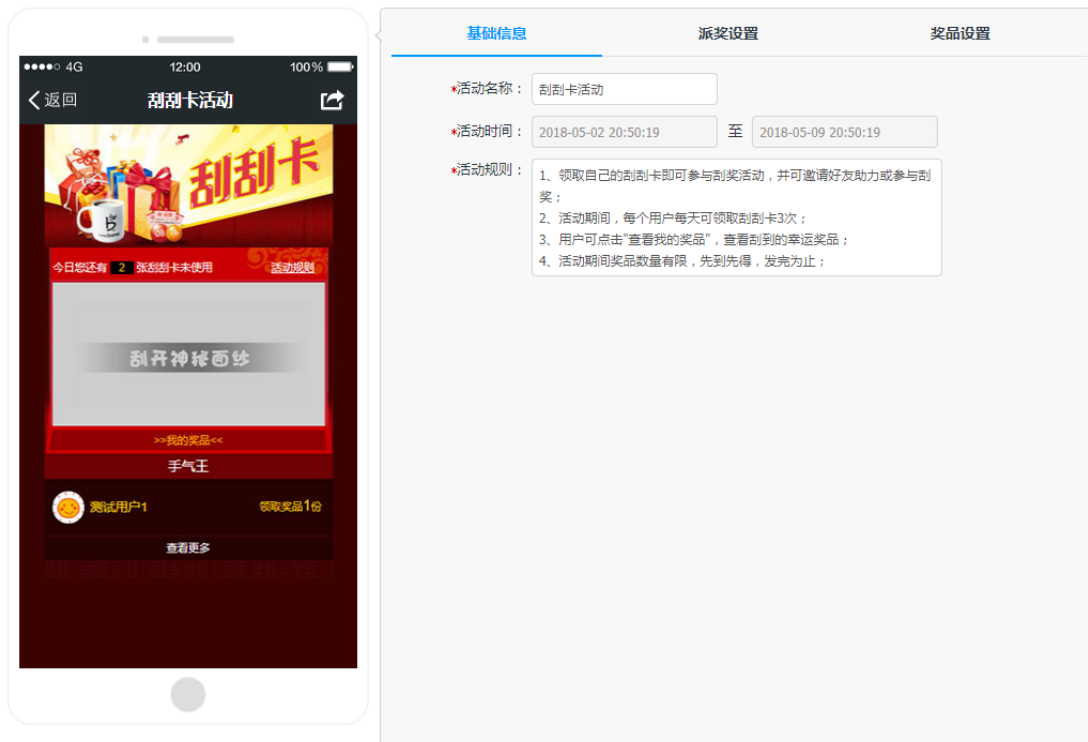 4G 12:00 100%
返回 刮刮卡活动
刮刮卡
今日您还有 2 张刮刮卡未使用 活动规则
刮开神秘面纱
>>我的奖品<<
手气王
测试用户1 领取奖品1份
查看更多
基础信息 派奖设置 奖品设置
*活动名称： 刮刮卡活动
*活动时间： 2018-05-02 20:50:19 至 2018-05-09 20:50:19
*活动规则： 1、领取自己的刮刮卡即可参与刮奖活动，并可邀请好友助力或参与刮
奖；
2、活动期间，每个用户每天可领取刮刮卡3次；
3、用户可点击"查看我的奖品"，查看刮到的幸运奖品；
4、活动期间奖品数量有限，先到先得，发完为止；